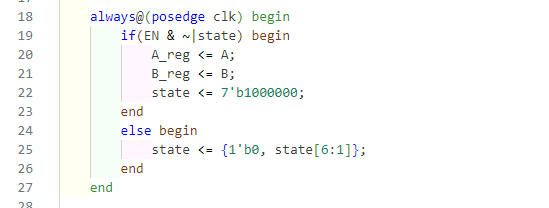 18 always@(posedge clk) begin
19 if(EN & ~|state) begin
20 A_reg <= A;
21 B_reg <= B;
22 state <= 7'b1000000;
23 end
24 else begin
25 state <= {1'b0, state[6:1]};
26 end
27 end
28